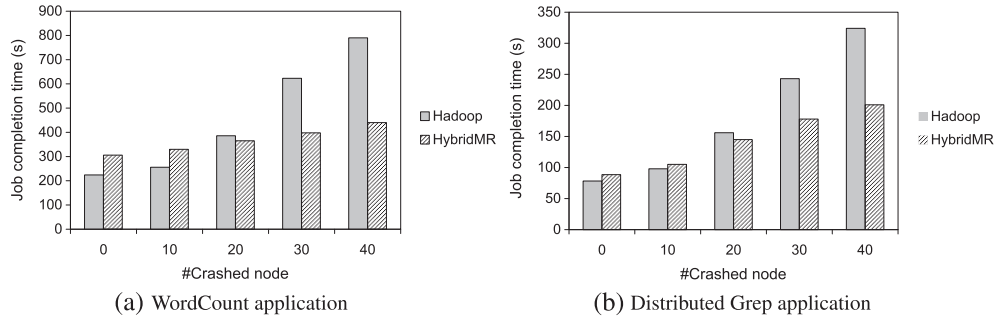 900
800
700
600
500
400
300
200
100
0
Job completion time (s)
0 10 20 30 40
#Crashed node
Hadoop
HybridMR
(a) WordCount application
350
300
250
200
150
100
50
0
Job completion time (s)
0 10 20 30 40
#Crashed node
Hadoop
HybridMR
(b) Distributed Grep application